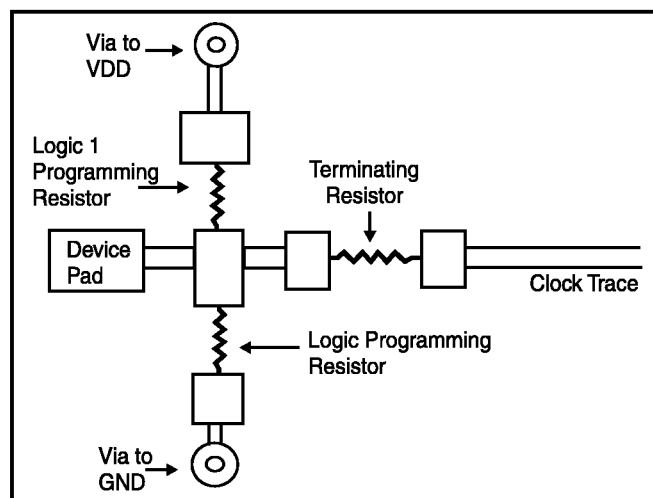 Via to
VDD
Logic 1
Programming
Resistor
Terminating
Resistor
Device
Pad
Clock Trace
Logic Programming
Resistor
Via to
GND